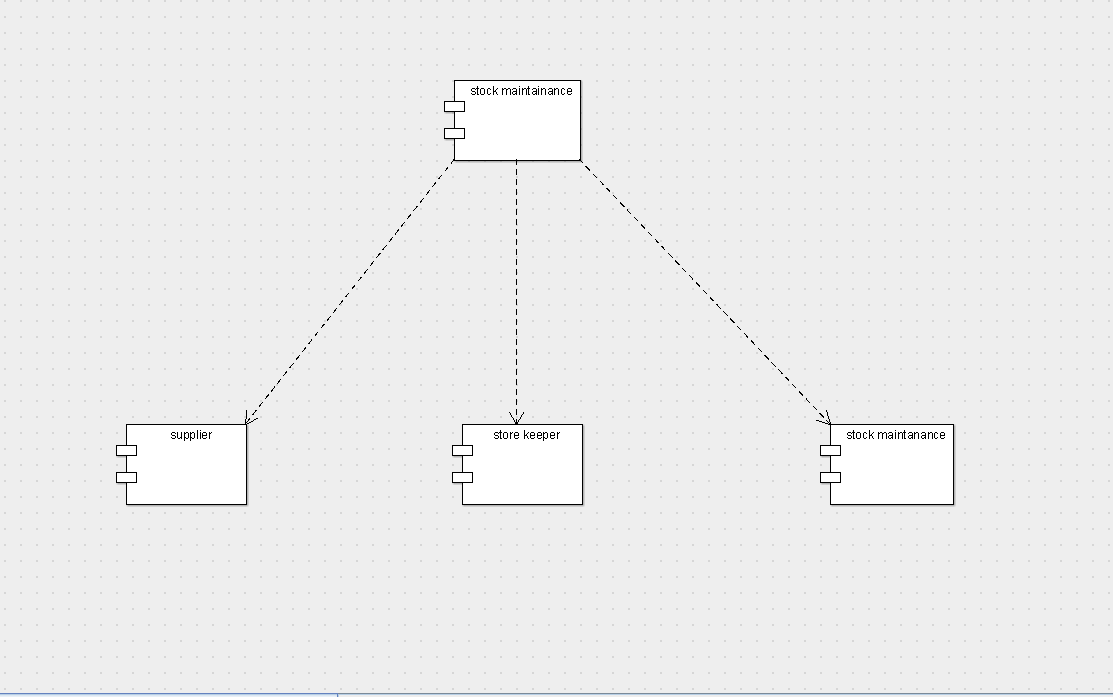 stock maintainance
supplier
store keeper
stock maintanance